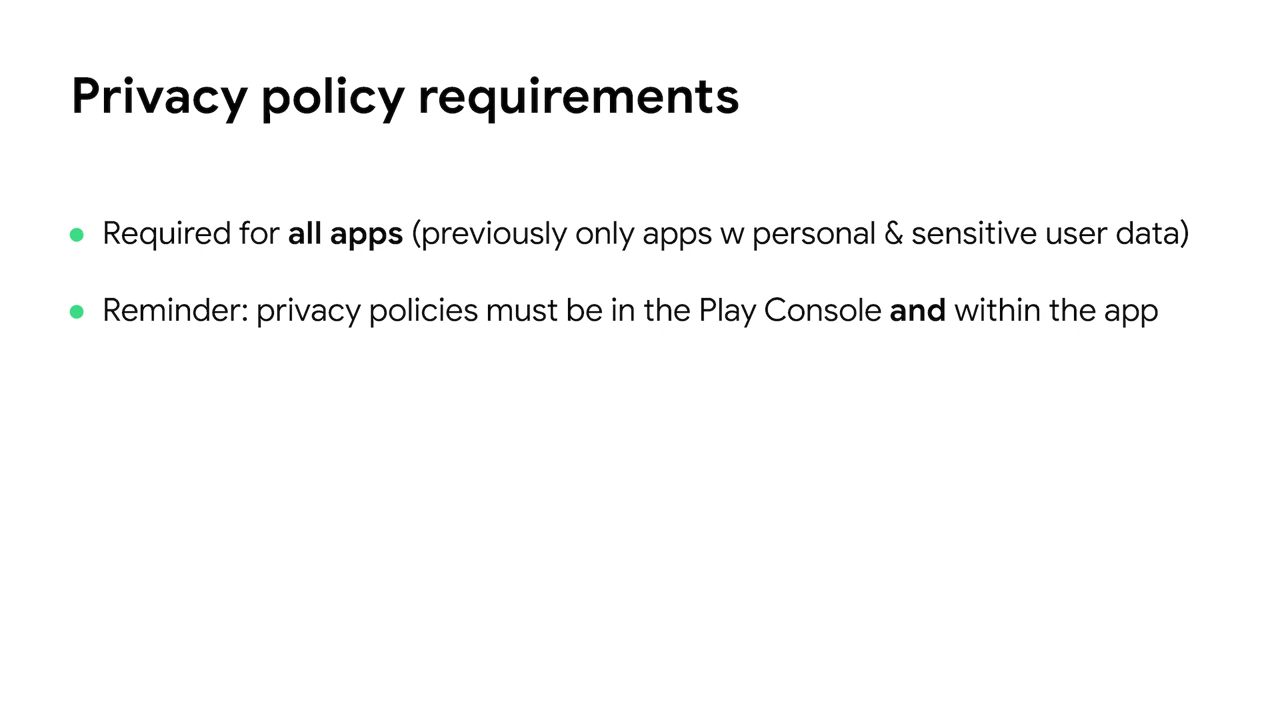 Privacy policy requirements
Required for all apps (previously only apps w personal & sensitive user data)
Reminder: privacy policies must be in the Play Console and within the app